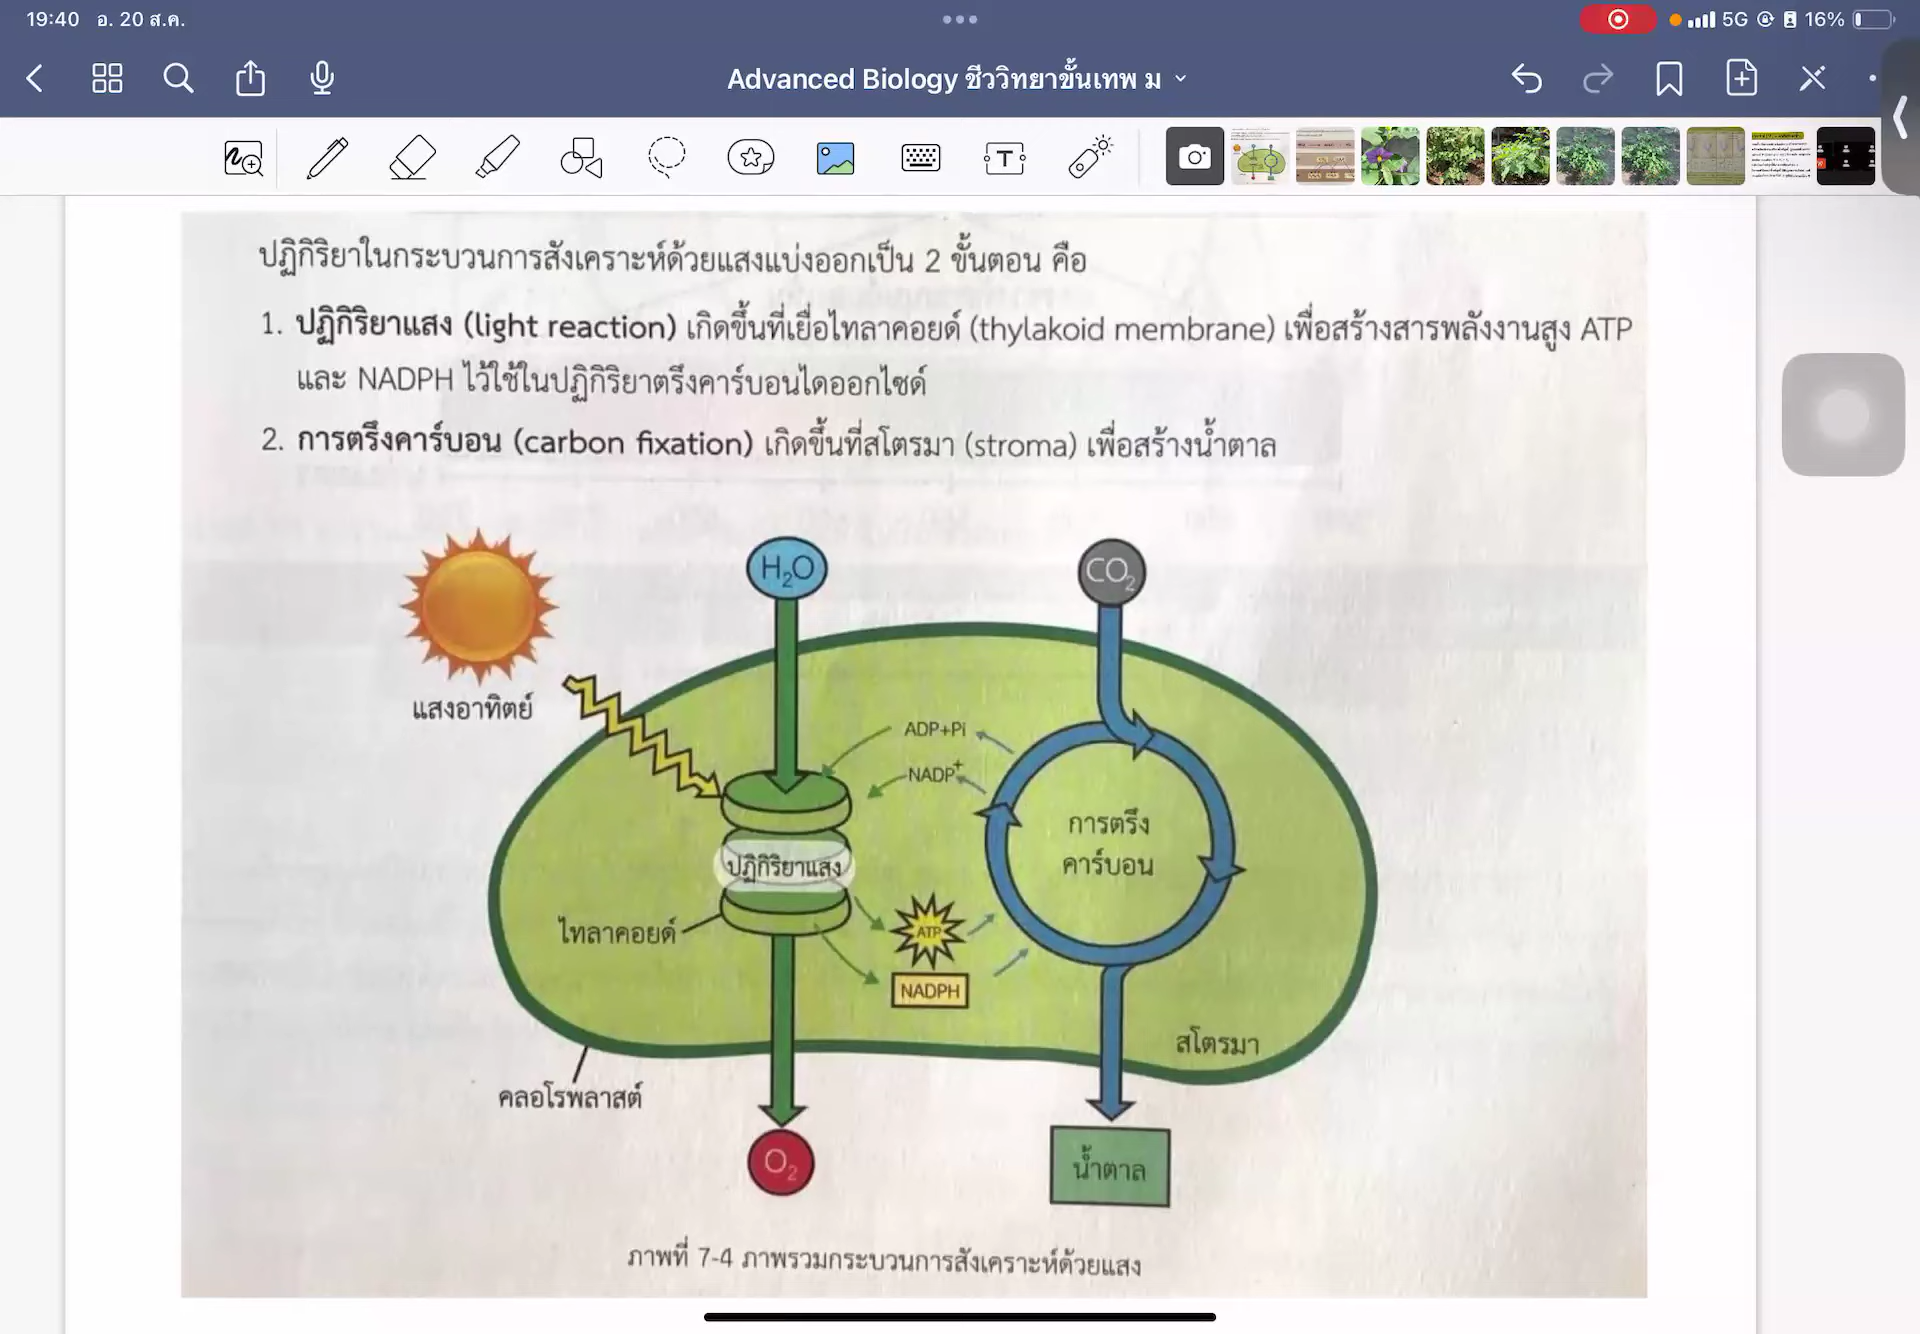 19:40 อ. 20 ส.ค.
5G 16%
Advanced Biology ชีววิทยาขั้นเทพ ม
T
ปฏิกิริยาในกระบวนการสังเคราะห์ด้วยแสงแบ่งออกเป็น 2 ขั้นตอน คือ
1. ปฏิกิริยาแสง (light reaction) เกิดขึ้นที่เยื่อไทลาคอยด์ (thylakoid membrane) เพื่อสร้างสารพลังงานสูง ATP
และ NADPH ไว้ใช้ในปฏิกิริยาตรึงคาร์บอนไดออกไซด์
2. การตรึงคาร์บอน (carbon fixation) เกิดขึ้นที่สโตรมา (stroma) เพื่อสร้างน้ำตาล
H₂O
CO₂
แสงอาทิตย์
ADP+Pi
NADP⁺
การตรึง
คาร์บอน
ปฏิกิริยาแสง
ไทลาคอยด์
ATP
NADPH
สโตรมา
คลอโรพลาสต์
O₂
น้ำตาล
ภาพที่ 7-4 ภาพรวมกระบวนการสังเคราะห์ด้วยแสง